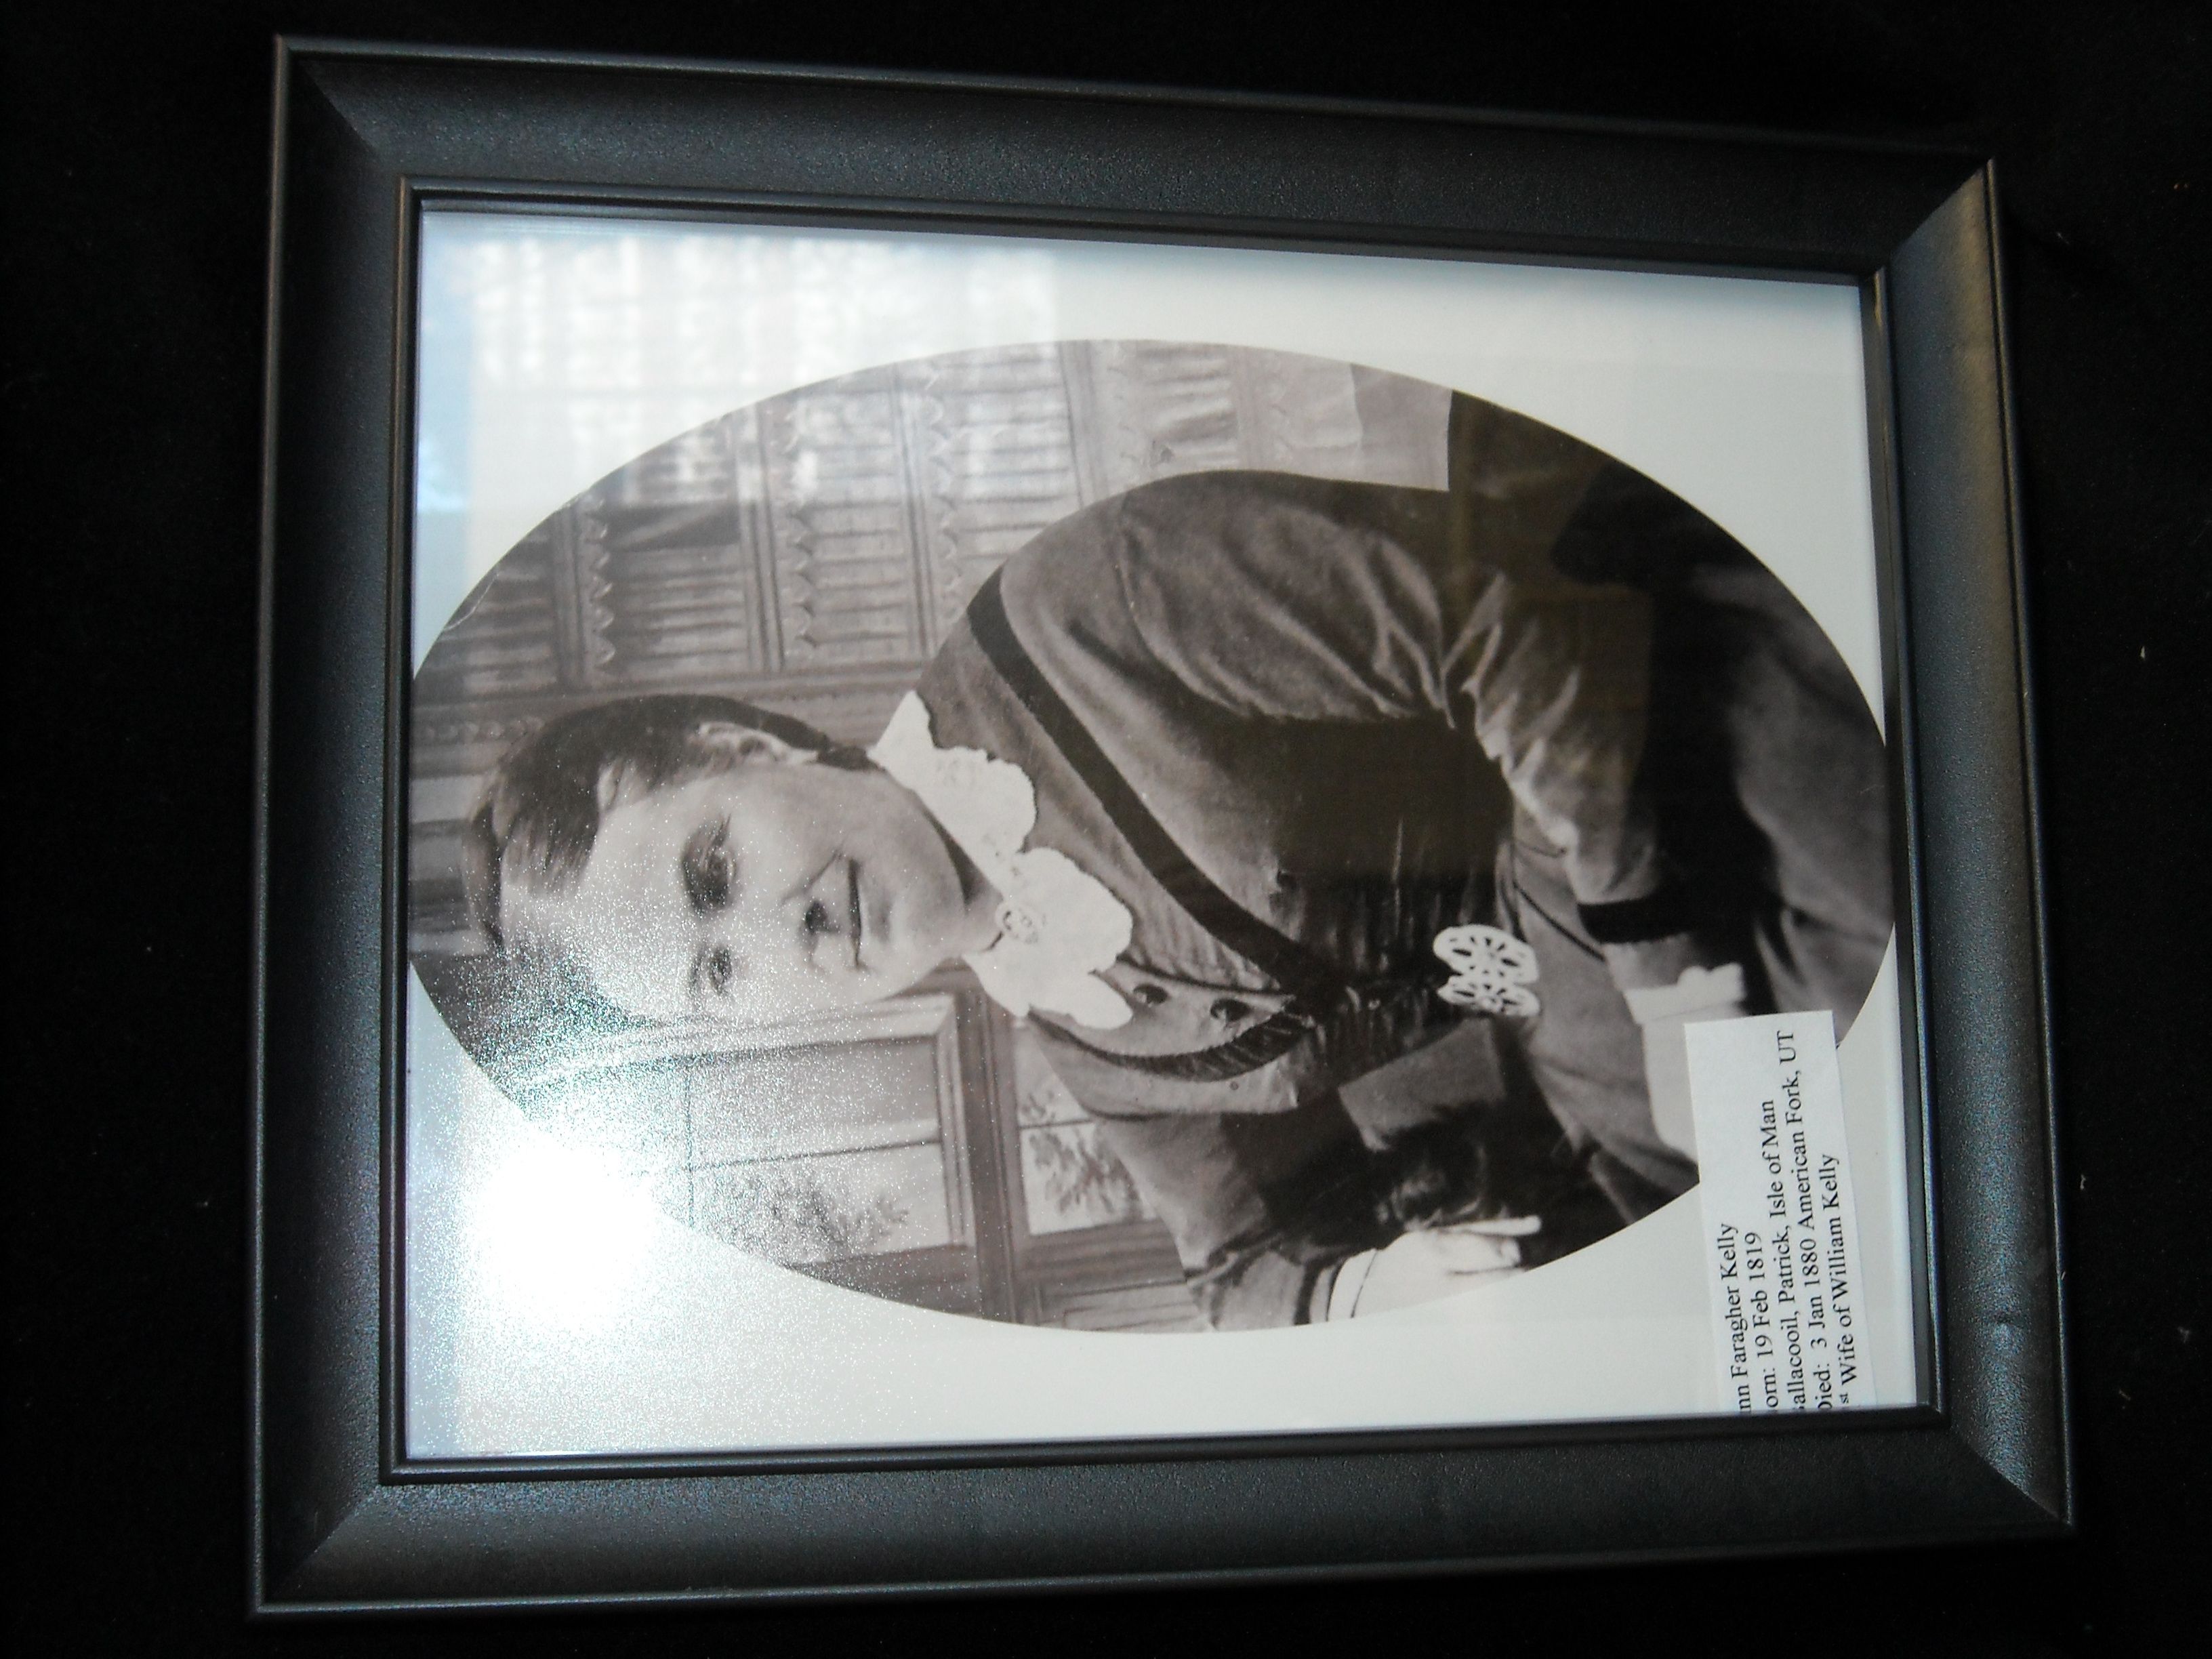 nn Faragher Kelly
orn: 19 Feb 1819
allacooil, Patrick, Isle of Man
Died: 3 Jan 1880 American Fork, UT
st Wife of William Kelly